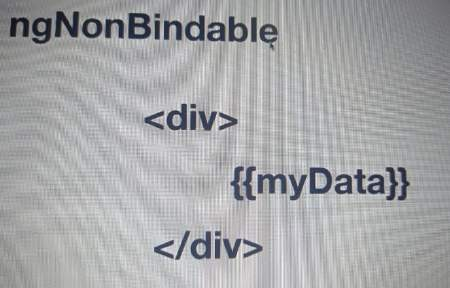 ngNonBindable
<div>
{{myData}}
</div>